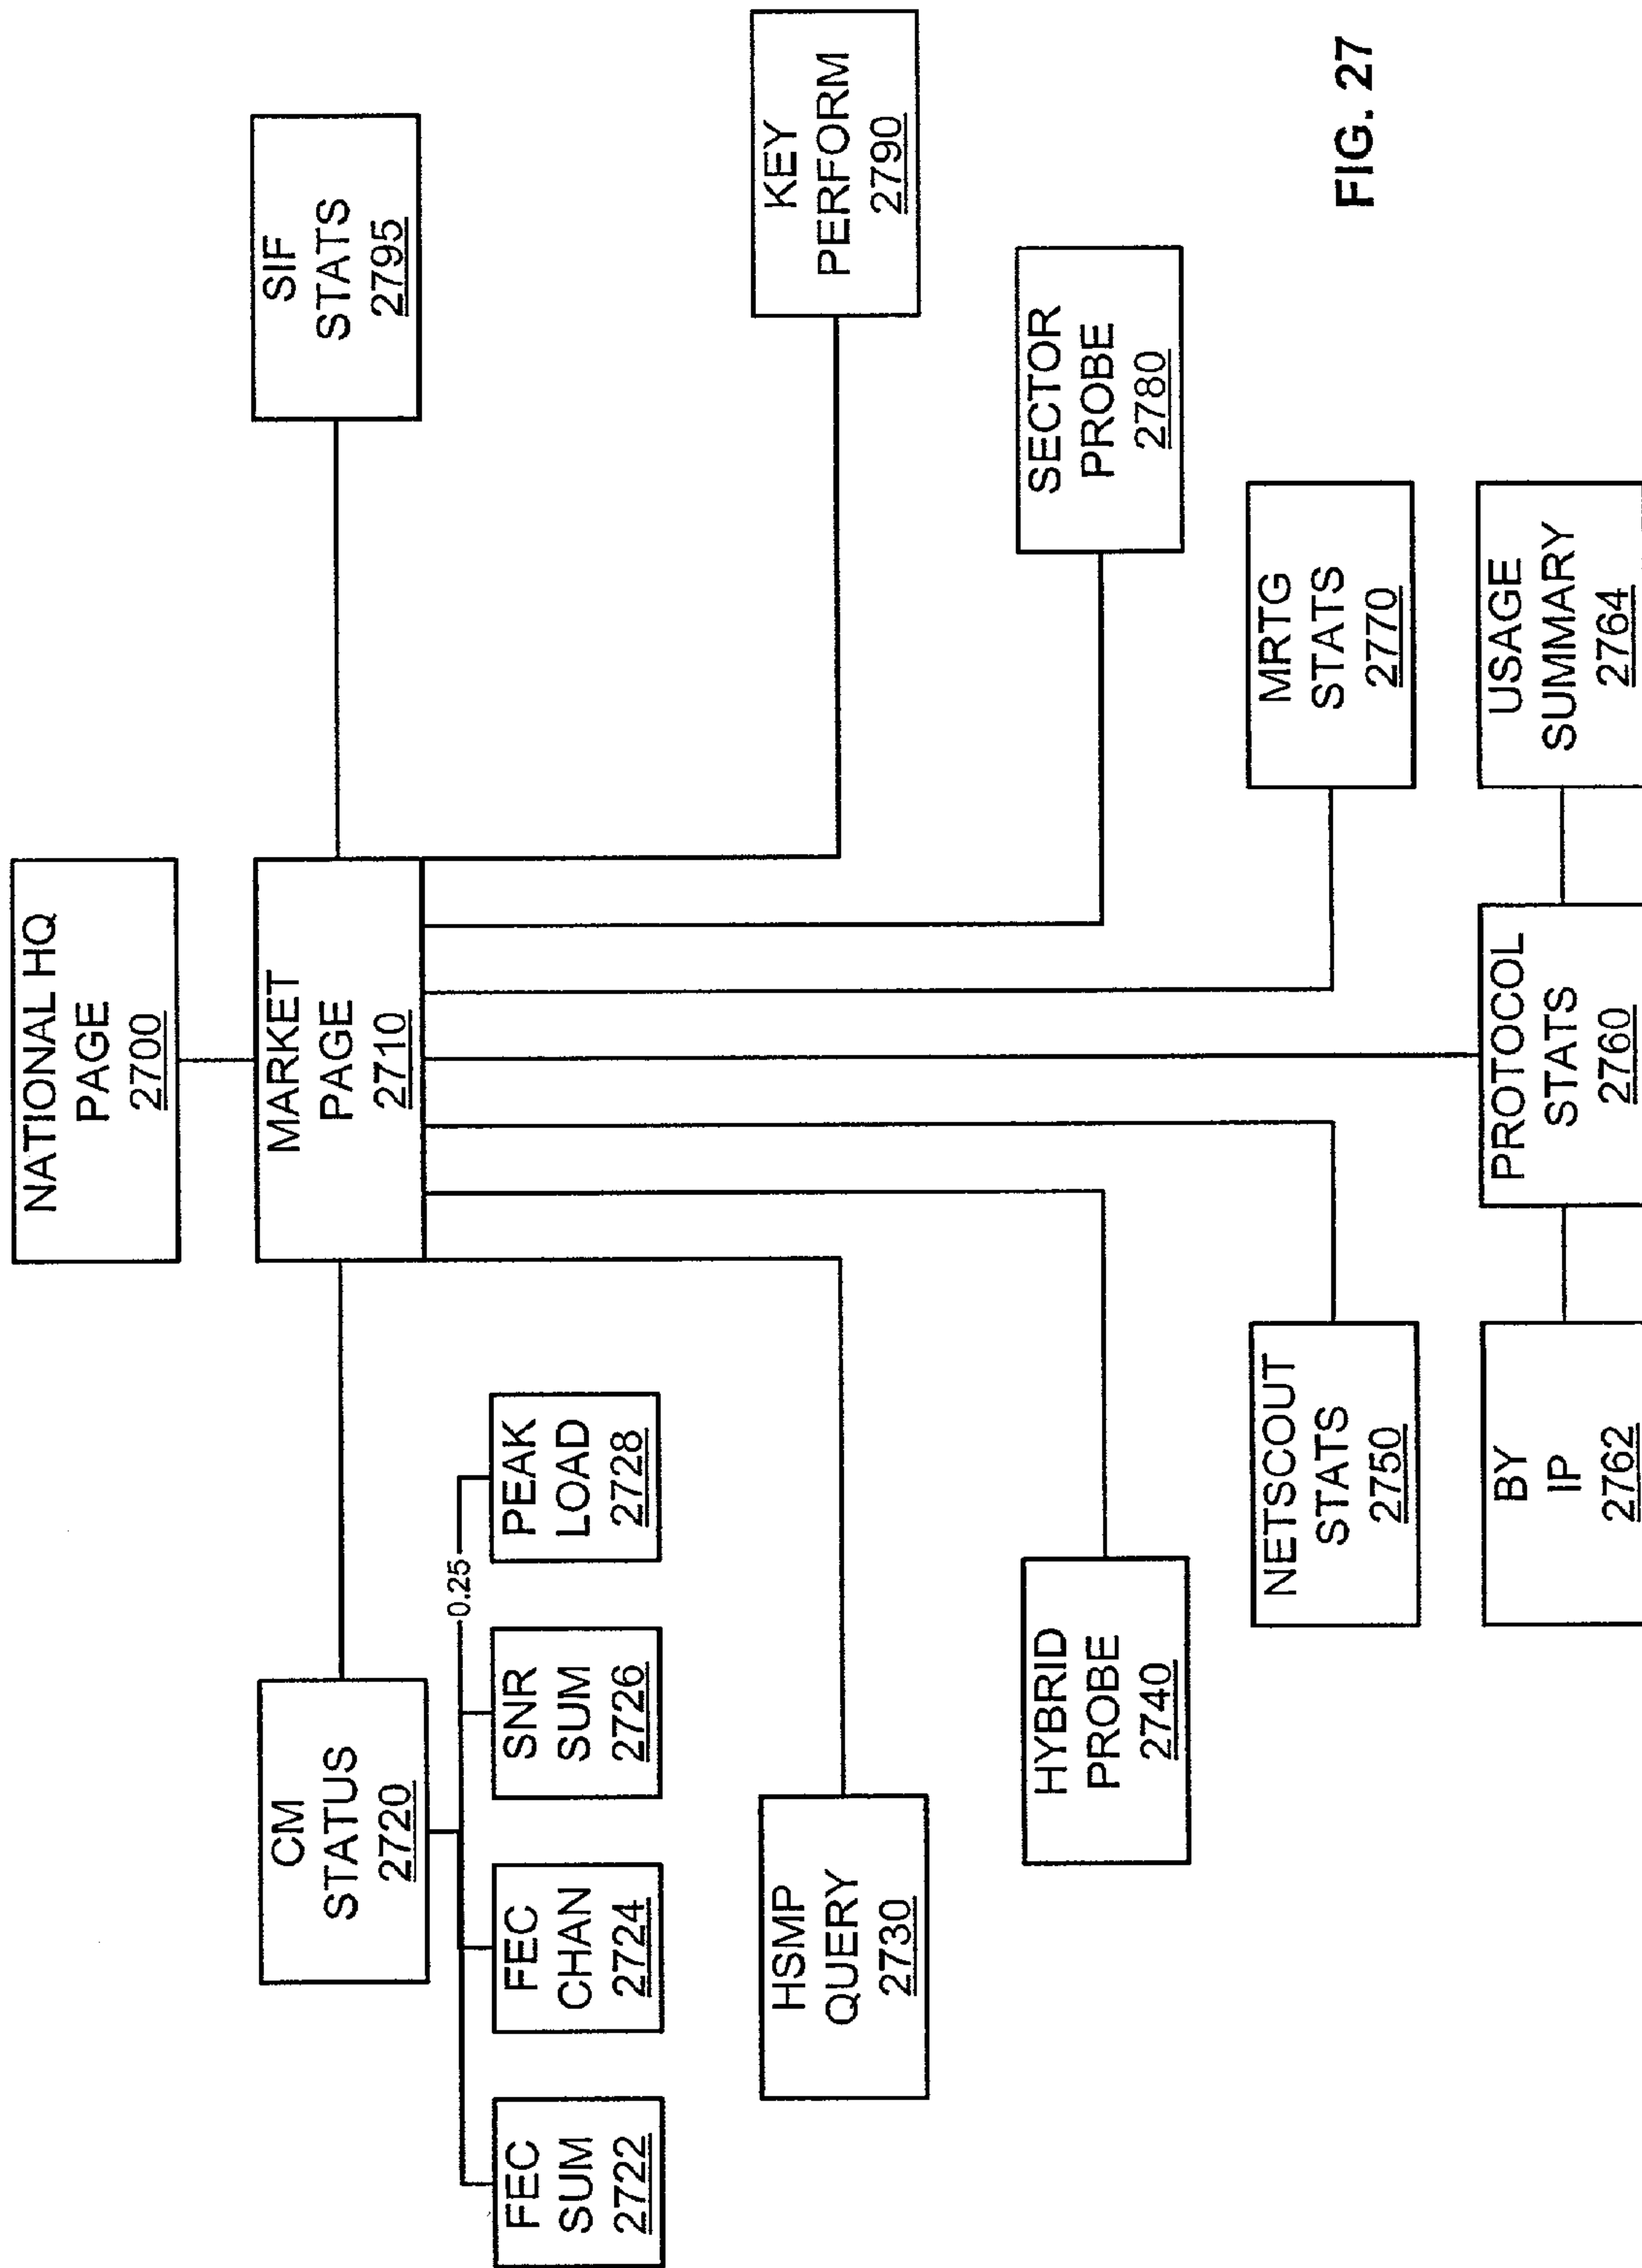 NATIONAL HQ
PAGE
2700
MARKET
PAGE
2710
CM
STATUS
2720
0.25
FEC
SUM
2722
FEC
CHAN
2724
SNR
SUM
2726
PEAK
LOAD
2728
SIF
STATS
2795
HSMP
QUERY
2730
KEY
PERFORM
2790
HYBRID
PROBE
2740
SECTOR
PROBE
2780
NETSCOUT
STATS
2750
MRTG
STATS
2770
BY
IP
2762
PROTOCOL
STATS
2760
USAGE
SUMMARY
2764
FIG. 27